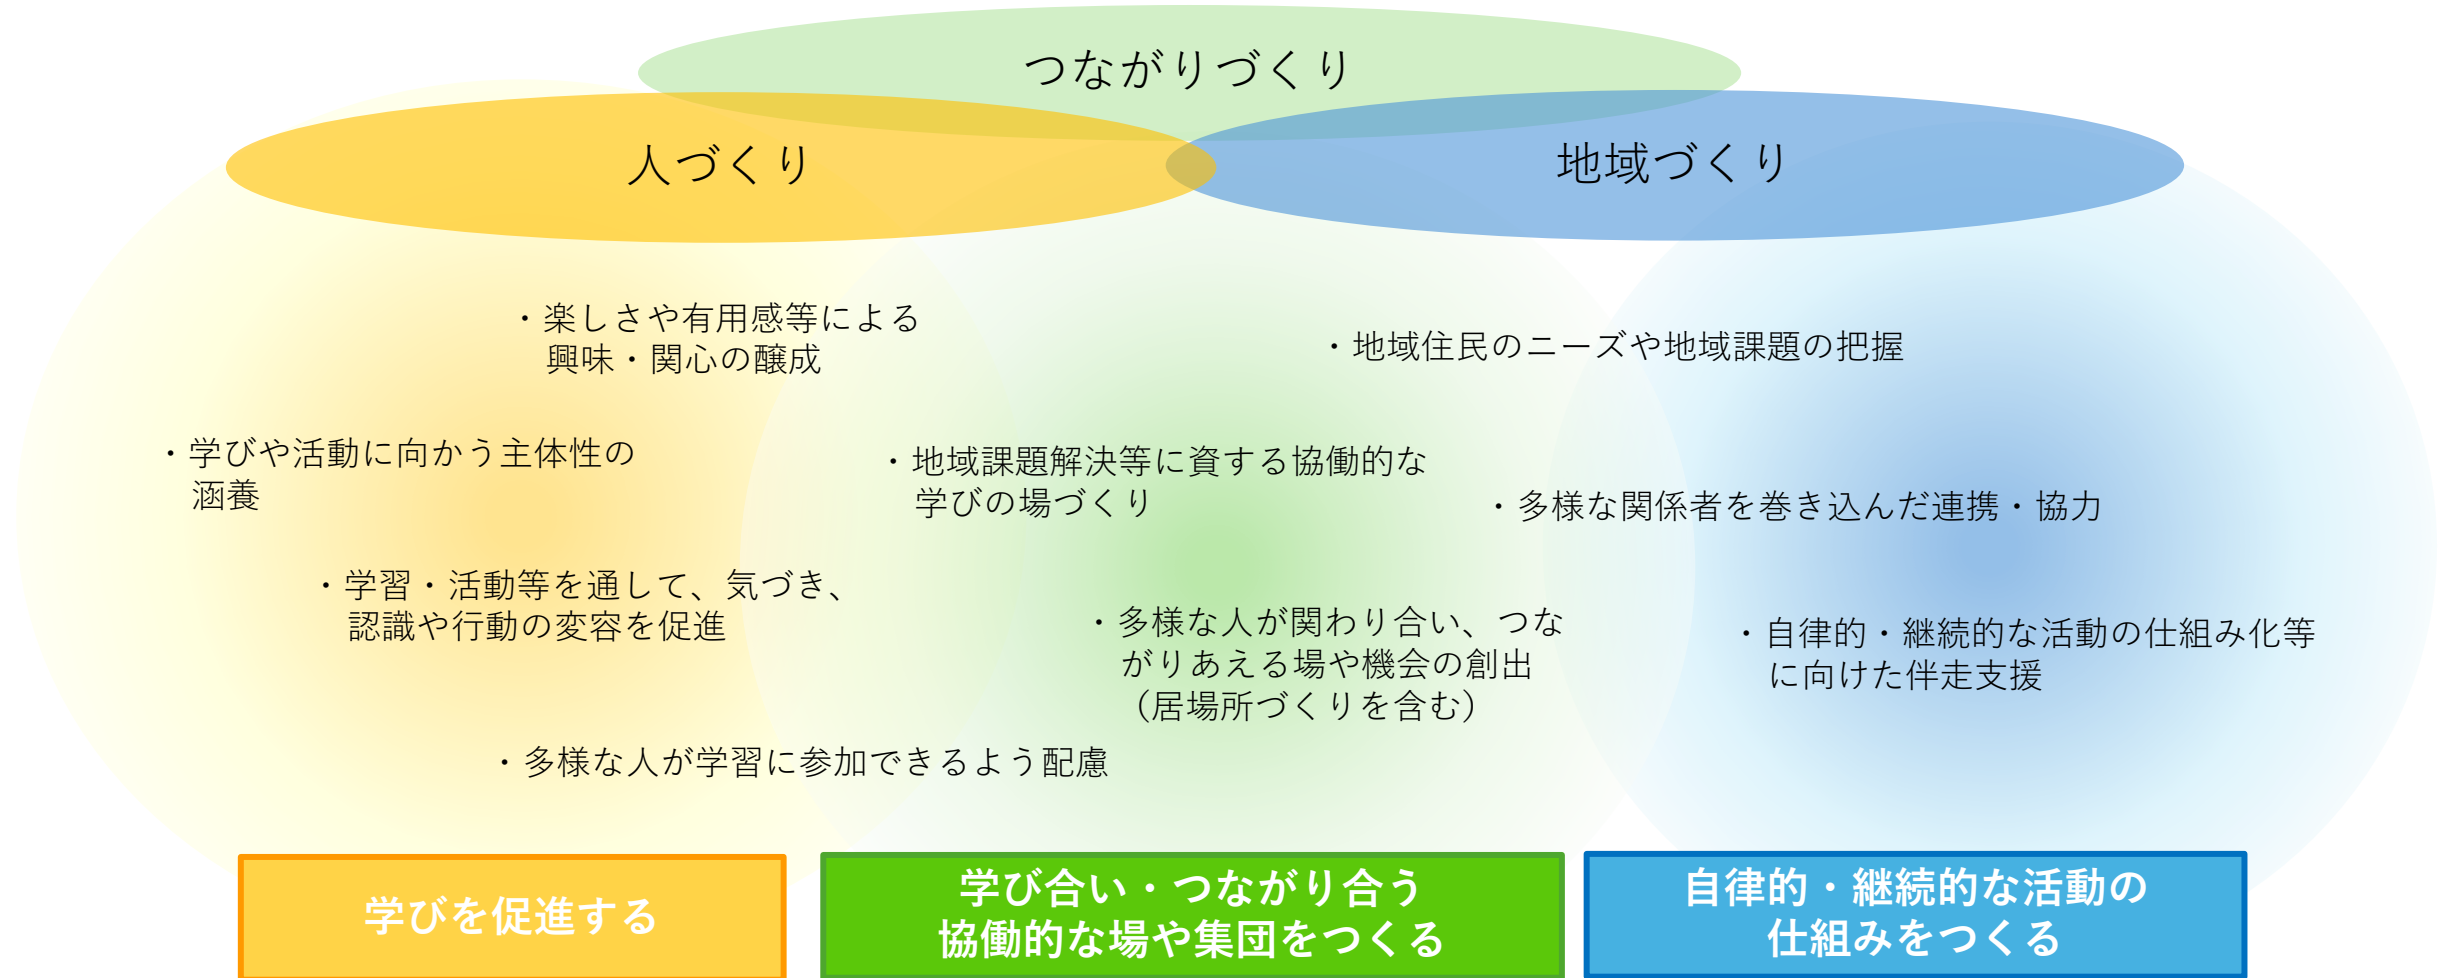 つながりづくり
人づくり
地域づくり
・楽しさや有用感等による
興味・関心の醸成
・地域住民のニーズや地域課題の把握
・学びや活動に向かう主体性の
涵養
・地域課題解決等に資する協働的な
学びの場づくり
・多様な関係者を巻き込んだ連携・協力
・学習・活動等を通して、気づき、
認識や行動の変容を促進
・多様な人が関わり合い、つな
がりあえる場や機会の創出
（居場所づくりを含む）
・自律的・継続的な活動の仕組み化等
に向けた伴走支援
・多様な人が学習に参加できるよう配慮
学びを促進する
学び合い・つながり合う
協働的な場や集団をつくる
自律的・継続的な活動の
仕組みをつくる